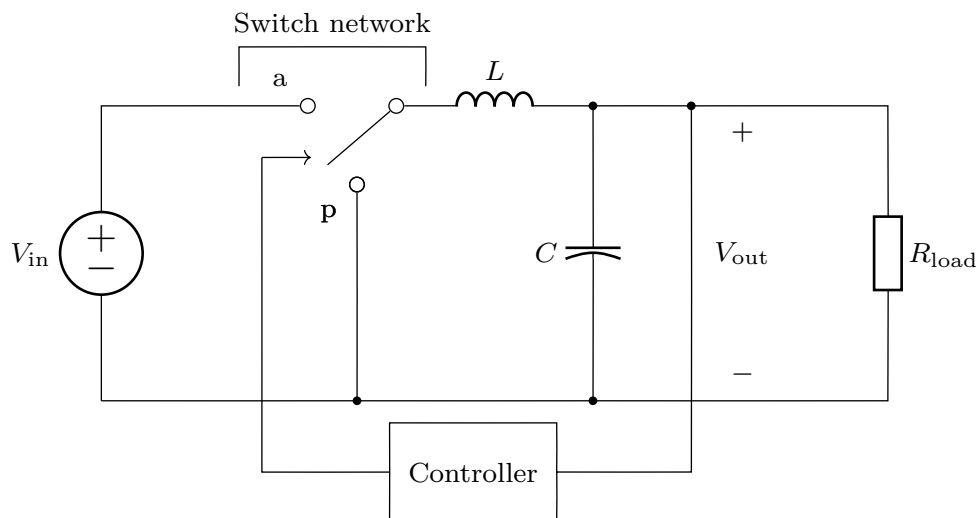 Switch network
a
L
+
p
V_in
+
−
C
V_out
R_load
−
Controller